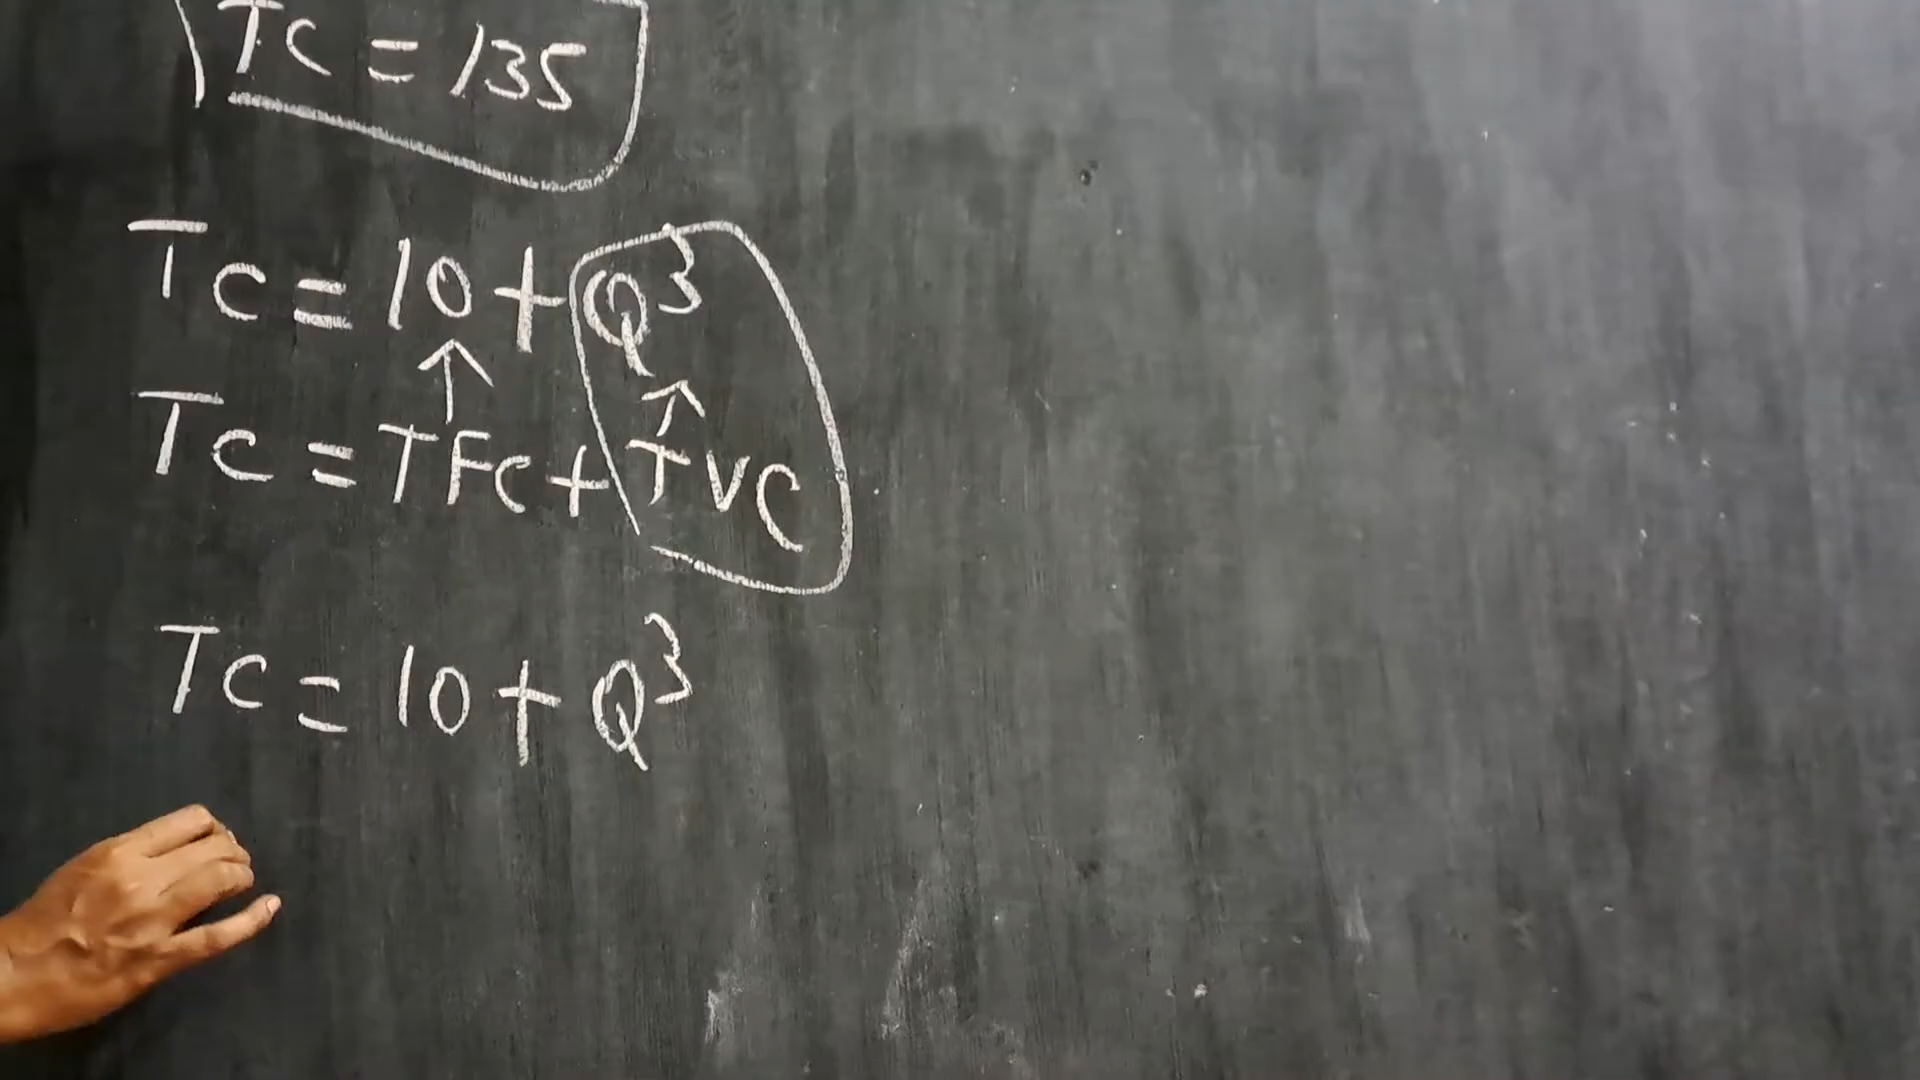 TC = 135
TC = 10 + Q³
TC = TFC + TVC
TC = 10 + Q³